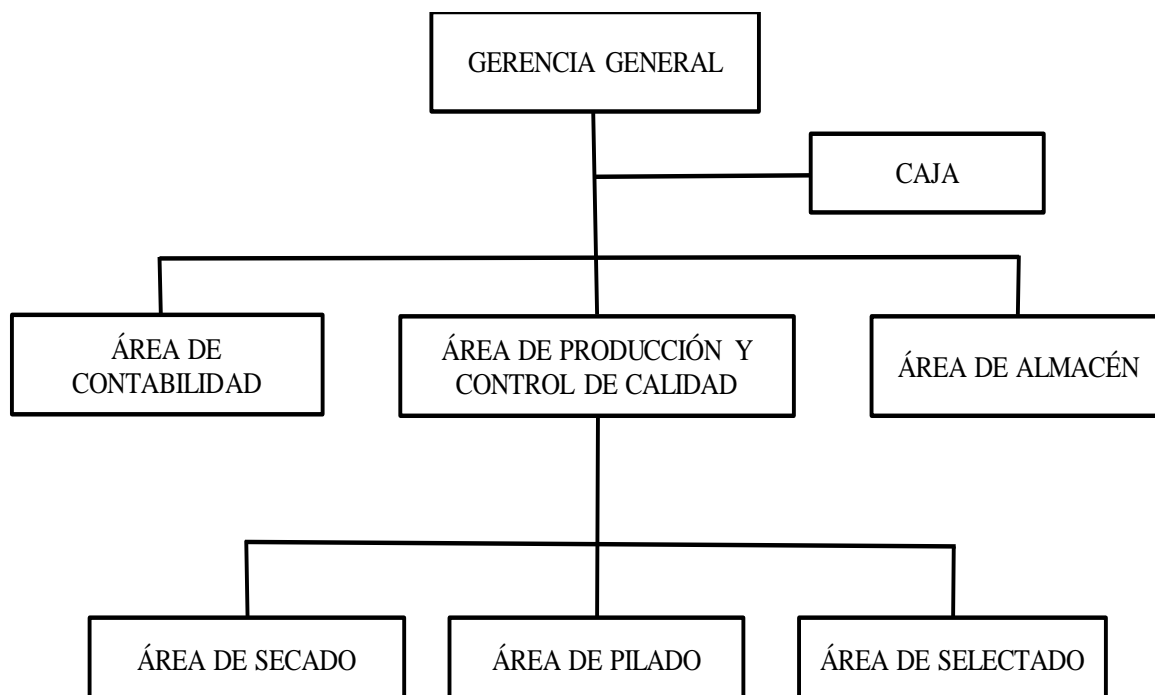 GERENCIA GENERAL
CAJA
ÁREA DE
CONTABILIDAD
ÁREA DE PRODUCCIÓN Y
CONTROL DE CALIDAD
ÁREA DE ALMACÉN
ÁREA DE SECADO
ÁREA DE PILADO
ÁREA DE SELECTADO